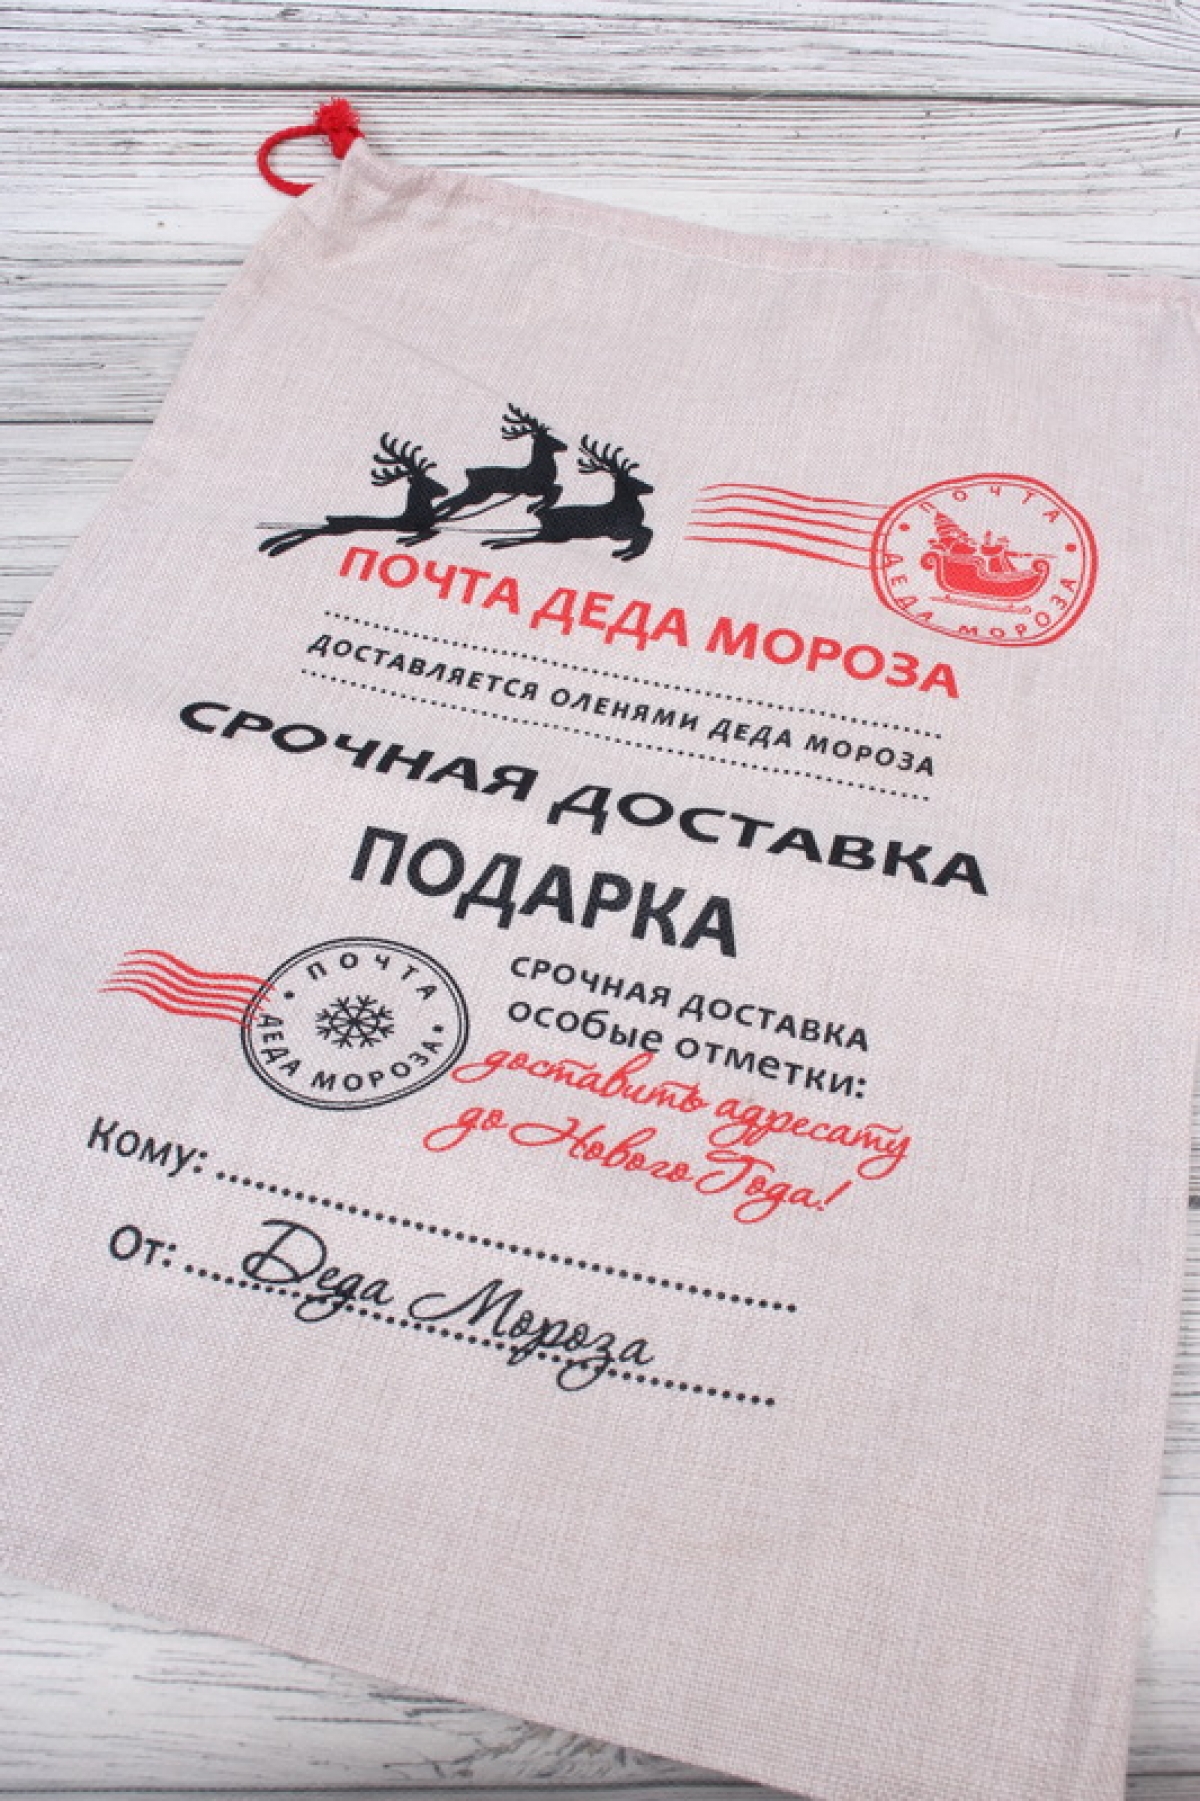 ПОЧТА
ДЕДА МОРОЗА
ПОЧТА ДЕДА МОРОЗА
ДОСТАВЛЯЕТСЯ ОЛЕНЯМИ ДЕДА МОРОЗА
СРОЧНАЯ ДОСТАВКА
ПОДАРКА
ПОЧТА
ДЕДА МОРОЗА
СРОЧНАЯ ДОСТАВКА
особые отметки:
доставить адресату
до Нового Года!
Кому:
От: Деда Мороза